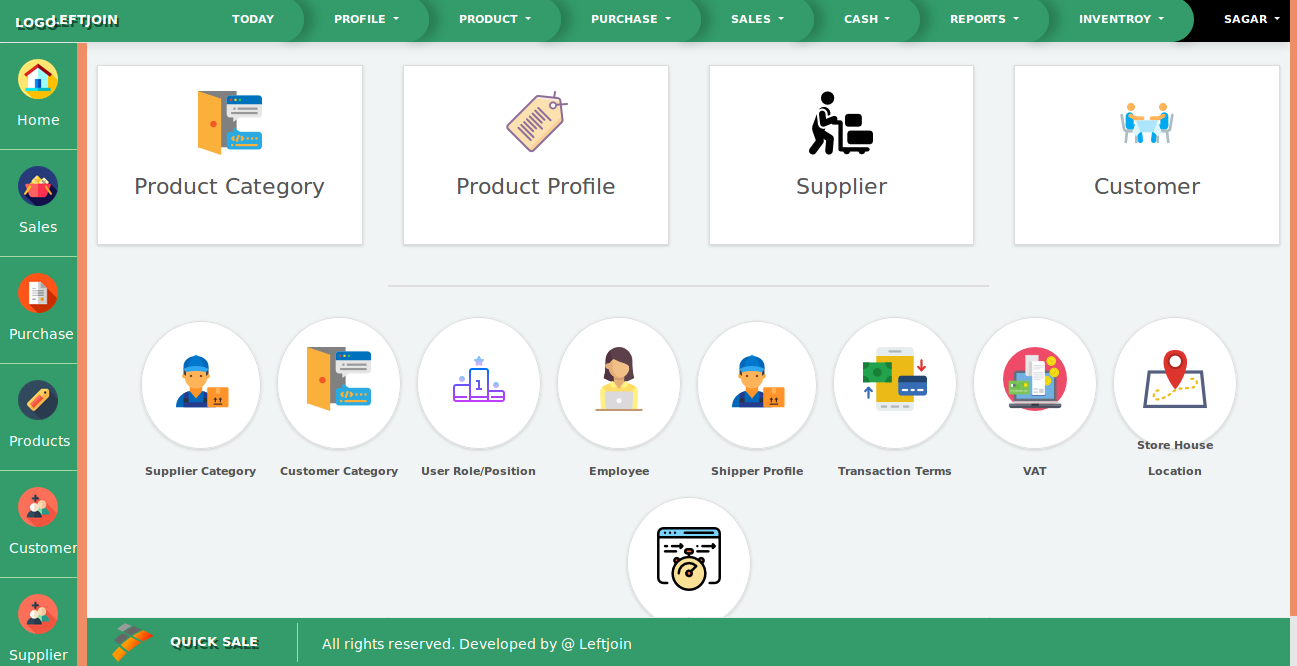 LOGO LEFTJOIN
TODAY PROFILE PRODUCT PURCHASE SALES CASH REPORTS INVENTROY SAGAR
Home
Sales
Purchase
Products
Customer
Supplier
Product Category
Product Profile
Supplier
Customer
Supplier Category
Customer Category
1
User Role/Position
Employee
Shipper Profile
Transaction Terms
VAT
Store House
Location
QUICK SALE
All rights reserved. Developed by @ Leftjoin